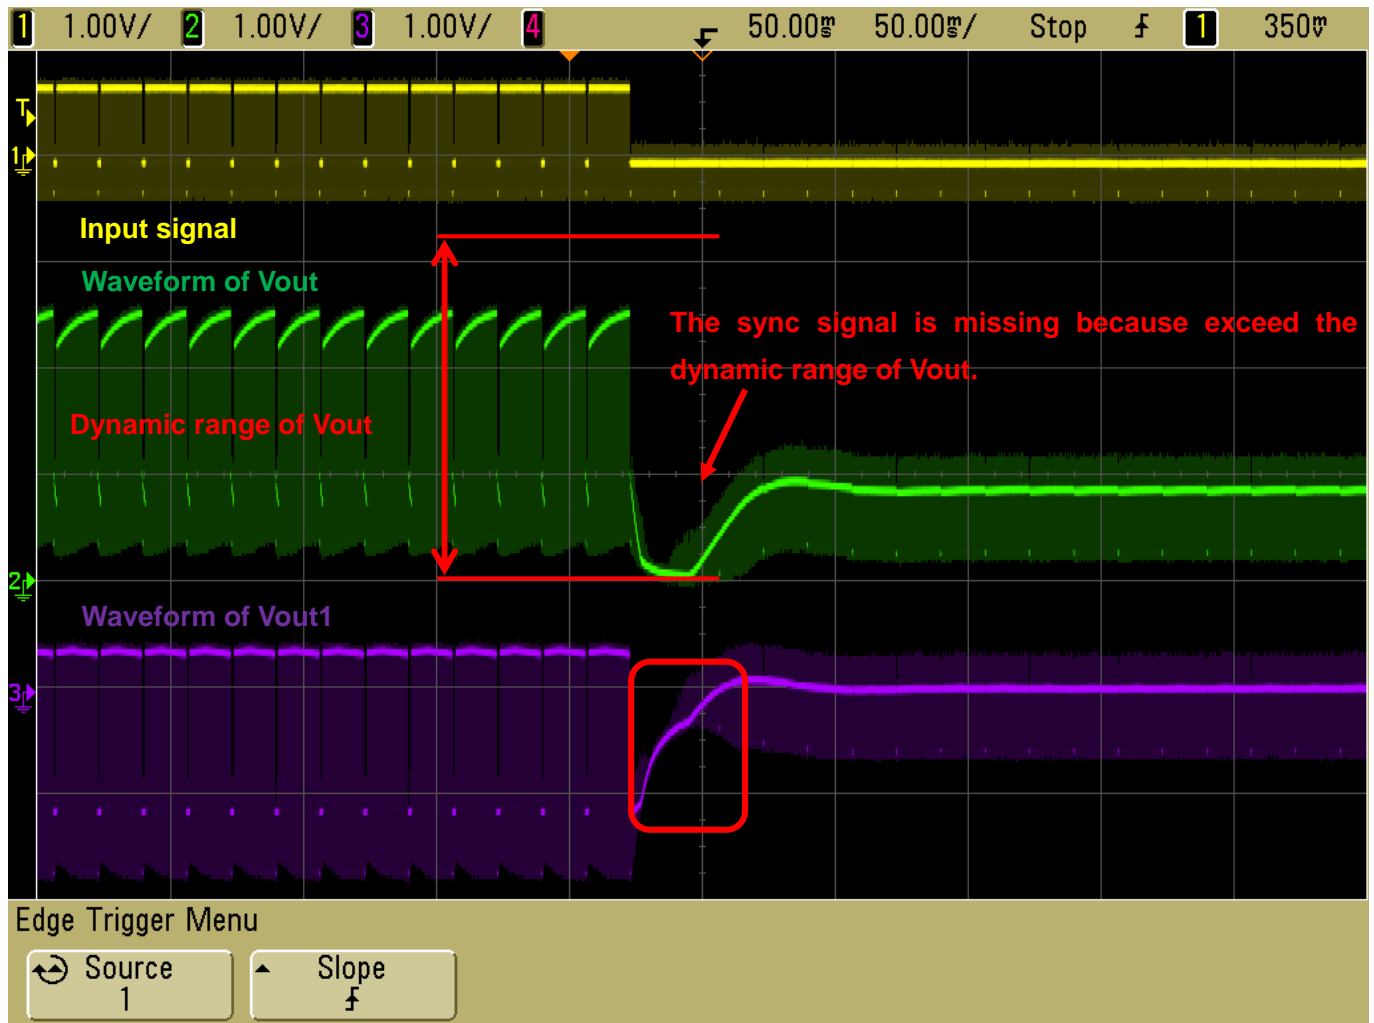 1 1.00V/ 2 1.00V/ 3 1.00V/ 4 50.00ms 50.00ms/ Stop 1 350mV
T
1
Input signal
Waveform of Vout
The sync signal is missing because exceed the
dynamic range of Vout.
Dynamic range of Vout
2
Waveform of Vout1
3
Edge Trigger Menu
Source
1
Slope